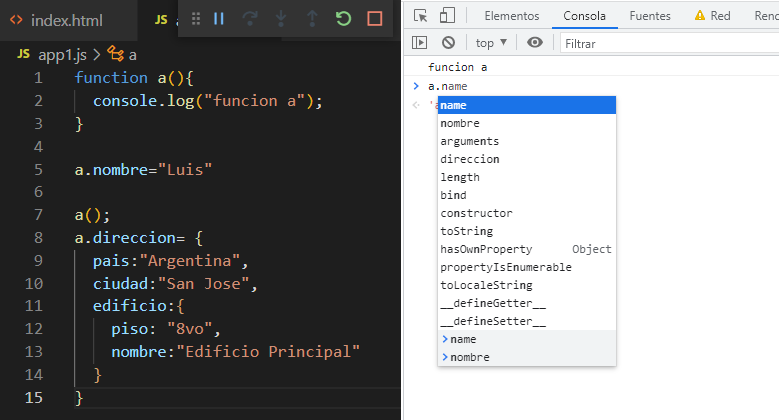 index.html
JS a
JS app1.js > a
1 function a(){
2 console.log("funcion a");
3 }
4
5 a.nombre="Luis"
6
7 a();
8 a.direccion= {
9 pais:"Argentina",
10 ciudad:"San Jose",
11 edificio:{
12 piso: "8vo",
13 nombre:"Edificio Principal"
14 }
15 }
Elementos Consola Fuentes Red Rendimiento
top Filtrar
funcion a
> a.name
name
nombre
arguments
direccion
length
bind
constructor
toString
hasOwnProperty Object
propertyIsEnumerable
toLocaleString
__defineGetter__
__defineSetter__
> name
> nombre